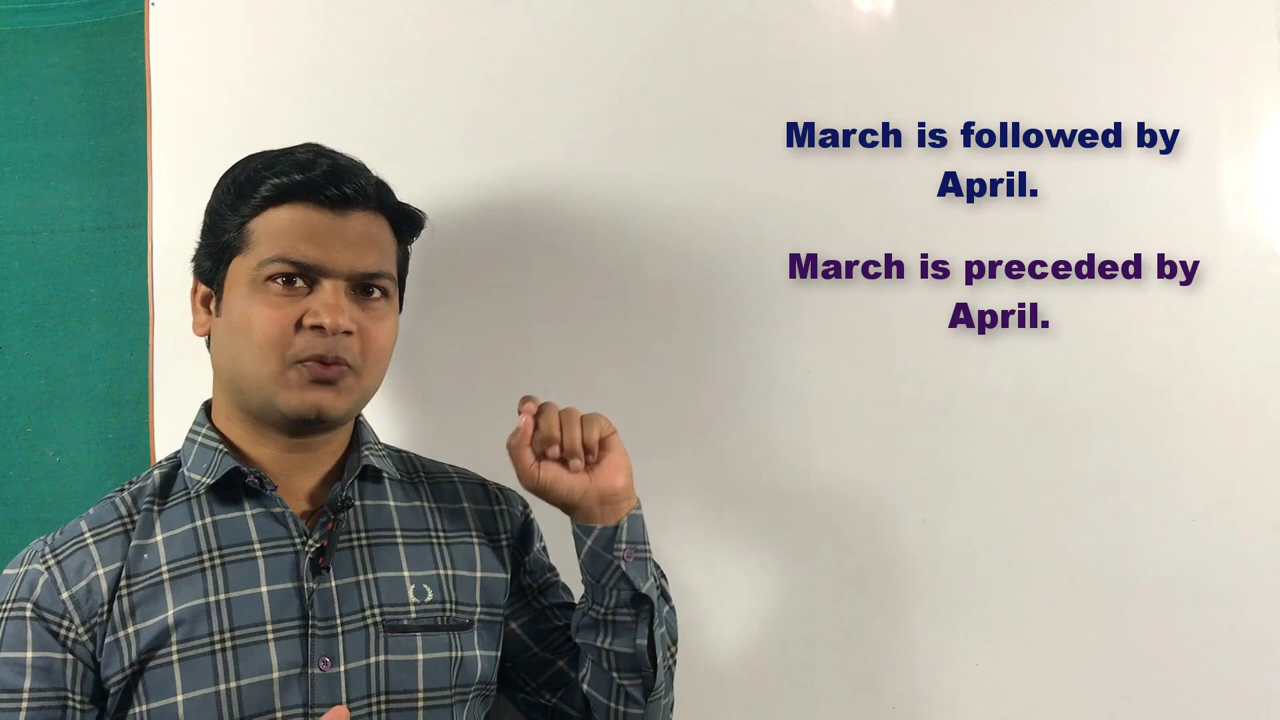 March is followed by
April.
March is preceded by
April.